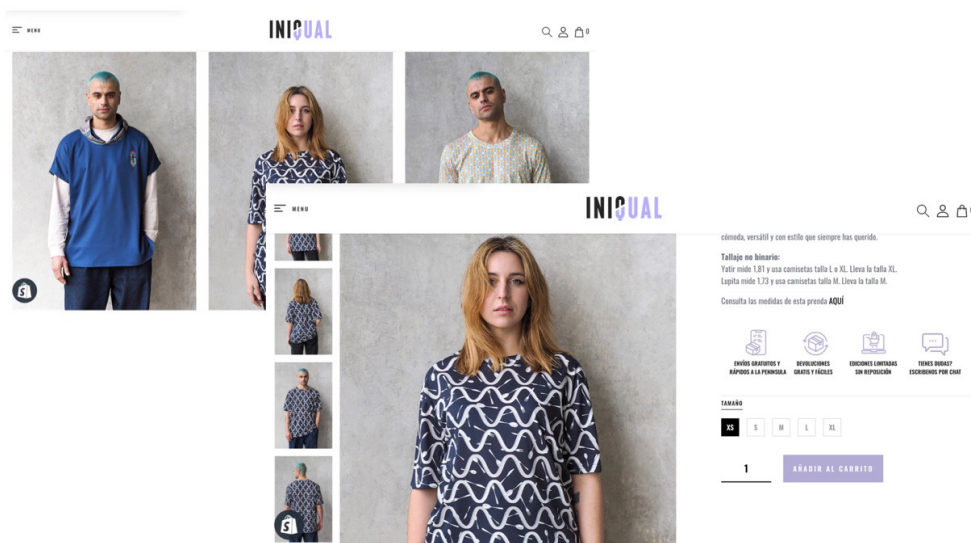 MENU
INIQUAL
0
MENU
INIQUAL
cómoda, versátil y con estilo que siempre has querido.
Tallaje no binario:
Yatir mide 1,81 y usa camisetas talla L o XL. Lleva la talla XL.
Lupita mide 1,73 y usa camisetas talla M. Lleva la talla M.
Consulta las medidas de esta prenda AQUÍ
ENVÍOS GRATUITOS Y
RÁPIDOS A LA PENINSULA
DEVOLUCIONES
GRATIS Y FÁCILES
EDICIONES LIMITADAS
SIN REPOSICIÓN
TIENES DUDAS?
ESCRIBENOS POR CHAT
TAMAÑO
XS S M L XL
1
AÑADIR AL CARRITO